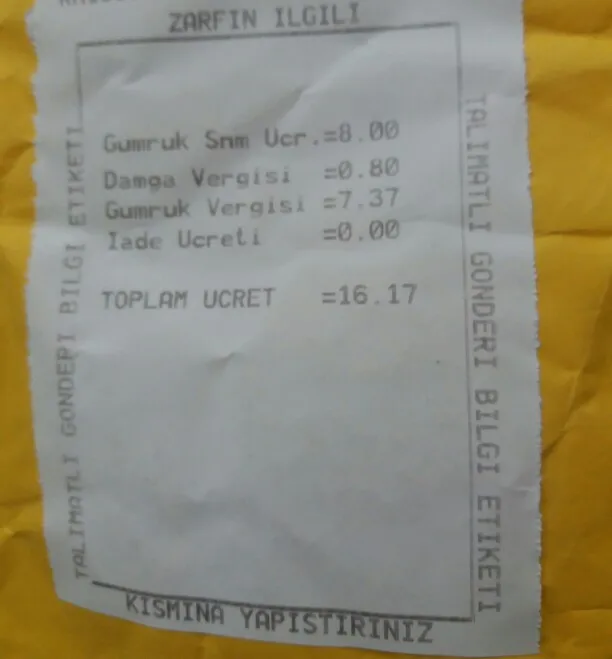 ZARFIN ILGILI
Gumruk Snm Ucr.=8.00
Damga Vergisi =0.80
Gumruk Vergisi =7.37
Iade Ucreti =0.00
TOPLAM UCRET =16.17
KISMINA YAPISTIRINIZ
TALIMATLI GONDERI BILGI ETIKETI
TALIMATLI GONDERI BILGI ETIKETI